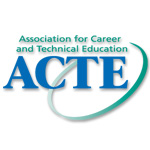 Association for Career
and Technical Education
ACTE